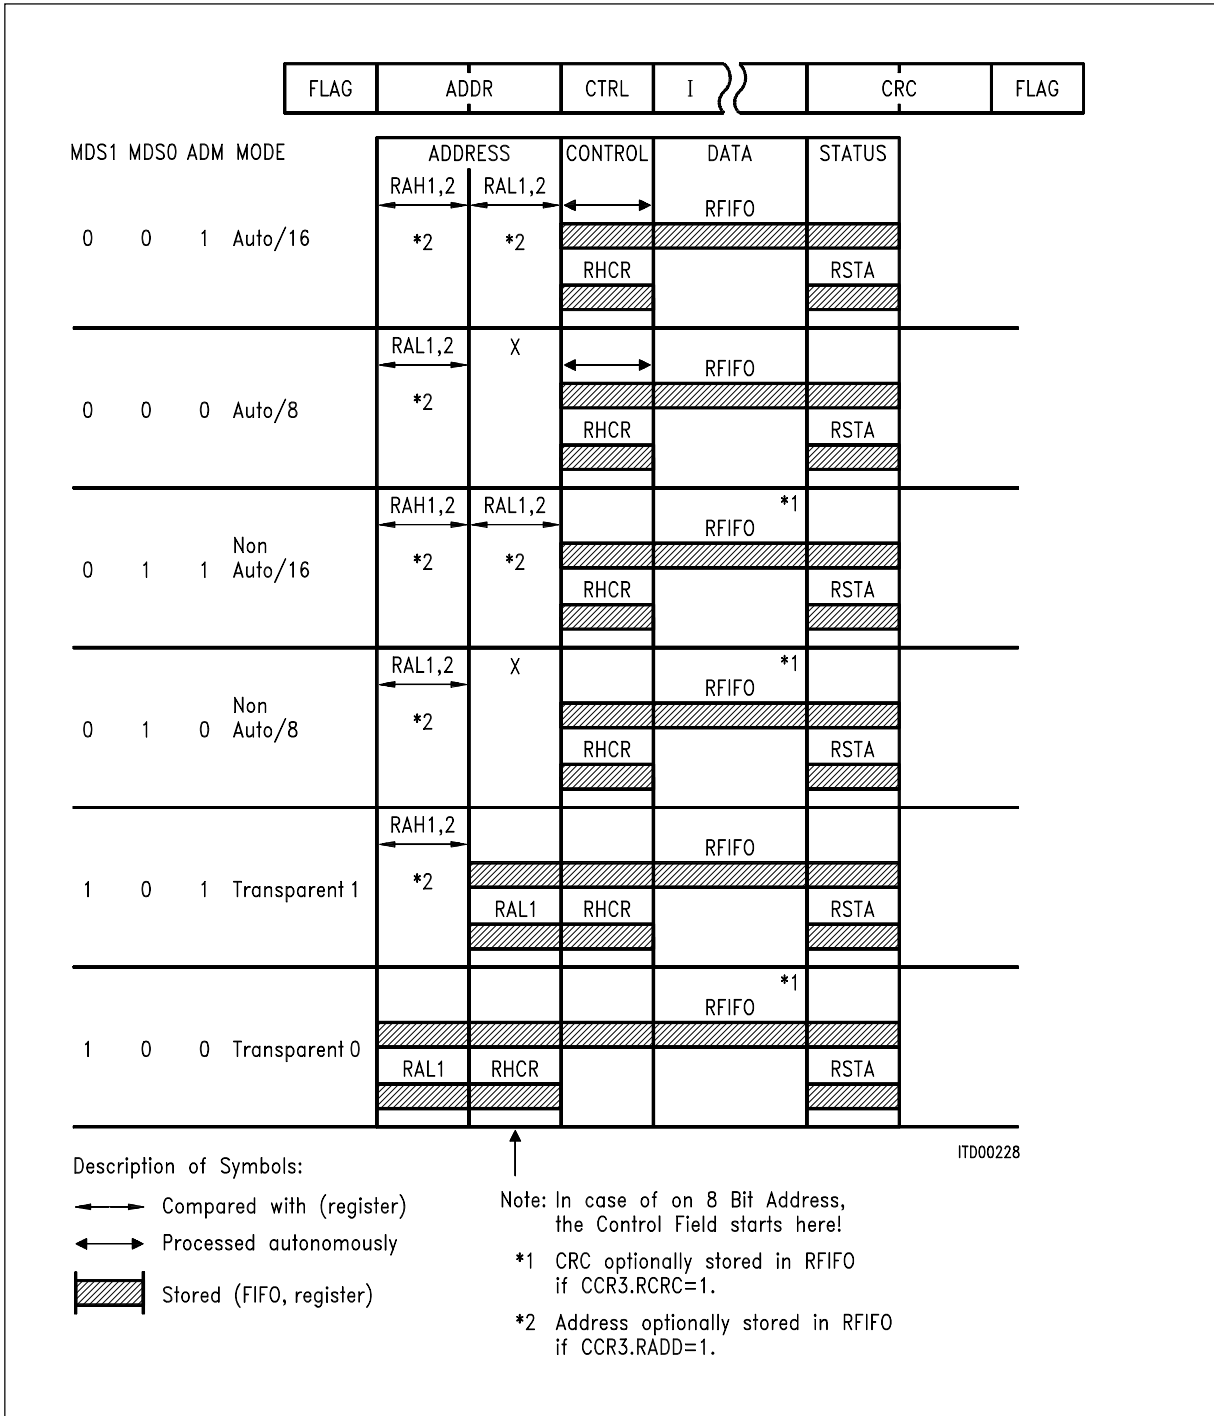 FLAG ADDR CTRL I CRC FLAG
MDS1 MDS0 ADM MODE ADDRESS CONTROL DATA STATUS
RAH1,2 RAL1,2
RFIFO
0 0 1 Auto/16 *2 *2
RHCR RSTA
RAL1,2 X
RFIFO
0 0 0 Auto/8 *2
RHCR RSTA
RAH1,2 RAL1,2 *1
RFIFO
Non
0 1 1 Auto/16 *2 *2
RHCR RSTA
RAL1,2 X *1
RFIFO
Non
0 1 0 Auto/8 *2
RHCR RSTA
RAH1,2
RFIFO
1 0 1 Transparent 1 *2
RAL1 RHCR RSTA
*1
RFIFO
1 0 0 Transparent 0
RAL1 RHCR RSTA
ITD00228
Description of Symbols:
Compared with (register)
Processed autonomously
Stored (FIFO, register)
Note: In case of on 8 Bit Address,
the Control Field starts here!
*1 CRC optionally stored in RFIFO
if CCR3.RCRC=1.
*2 Address optionally stored in RFIFO
if CCR3.RADD=1.